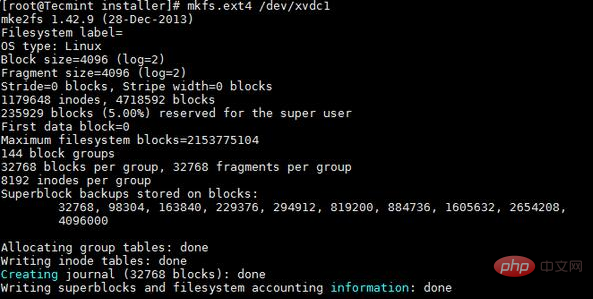 [root@Tecmint installer]# mkfs.ext4 /dev/xvdc1
mke2fs 1.42.9 (28-Dec-2013)
Filesystem label=
OS type: Linux
Block size=4096 (log=2)
Fragment size=4096 (log=2)
Stride=0 blocks, Stripe width=0 blocks
1179648 inodes, 4718592 blocks
235929 blocks (5.00%) reserved for the super user
First data block=0
Maximum filesystem blocks=2153775104
144 block groups
32768 blocks per group, 32768 fragments per group
8192 inodes per group
Superblock backups stored on blocks:
32768, 98304, 163840, 229376, 294912, 819200, 884736, 1605632, 2654208,
4096000
Allocating group tables: done
Writing inode tables: done
Creating journal (32768 blocks): done
Writing superblocks and filesystem accounting information: done
php 中文网